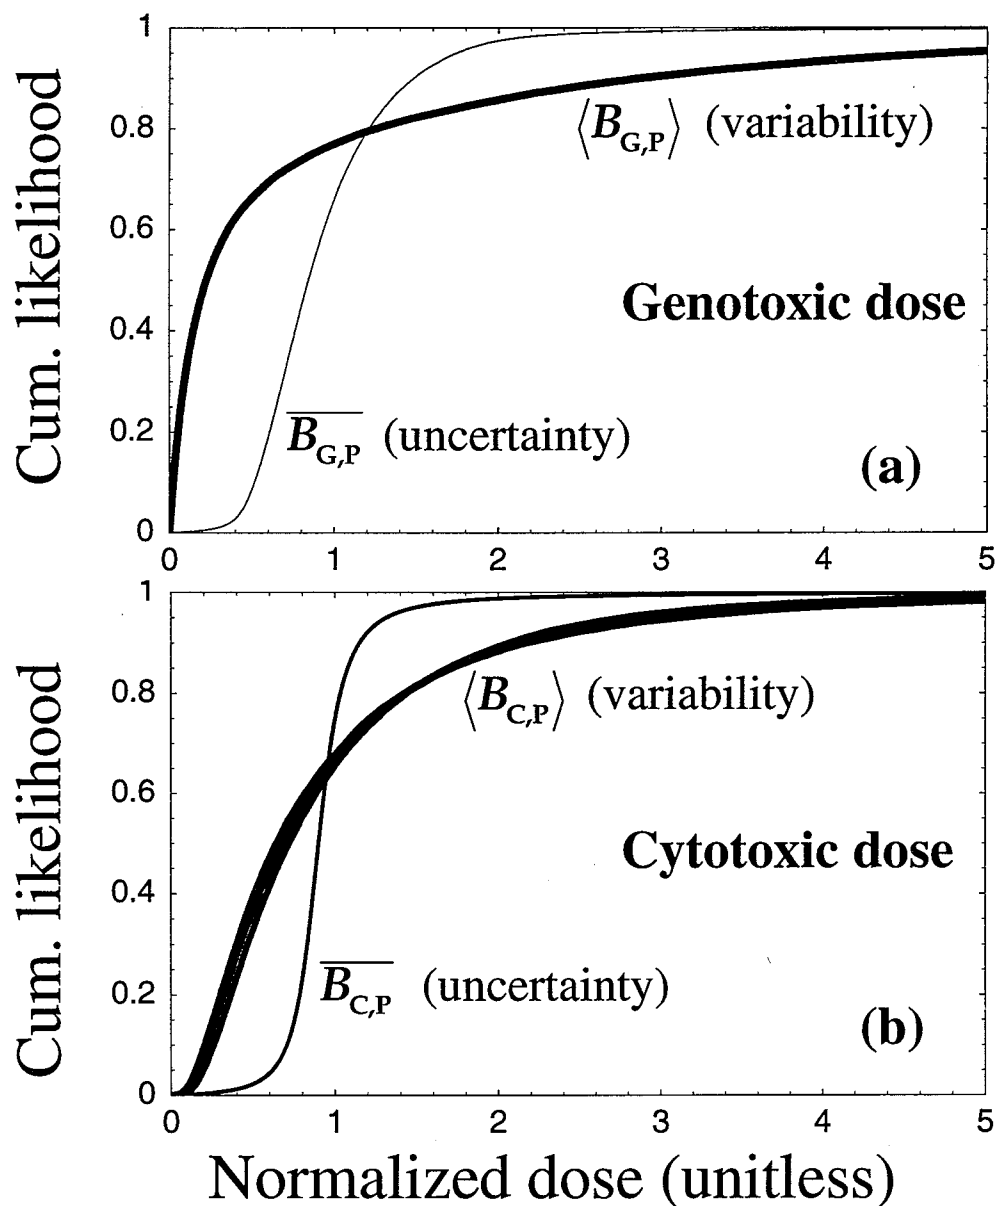 1
0.8
0.6
0.4
0.2
0
Cum. likelihood
⟨B_G,P⟩ (variability)
Genotoxic dose
B̅_G,P (uncertainty)
(a)
0 1 2 3 4 5
1
0.8
0.6
0.4
0.2
0
Cum. likelihood
⟨B_C,P⟩ (variability)
Cytotoxic dose
B̅_C,P (uncertainty)
(b)
0 1 2 3 4 5
Normalized dose (unitless)